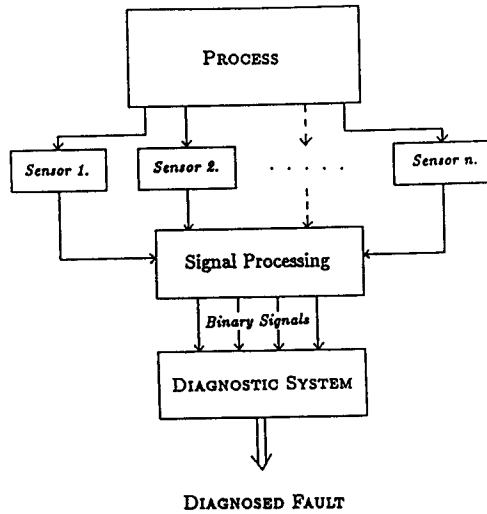 PROCESS
Sensor 1.
Sensor 2.
. . . . .
Sensor n.
Signal Processing
Binary Signals
DIAGNOSTIC SYSTEM
DIAGNOSED FAULT